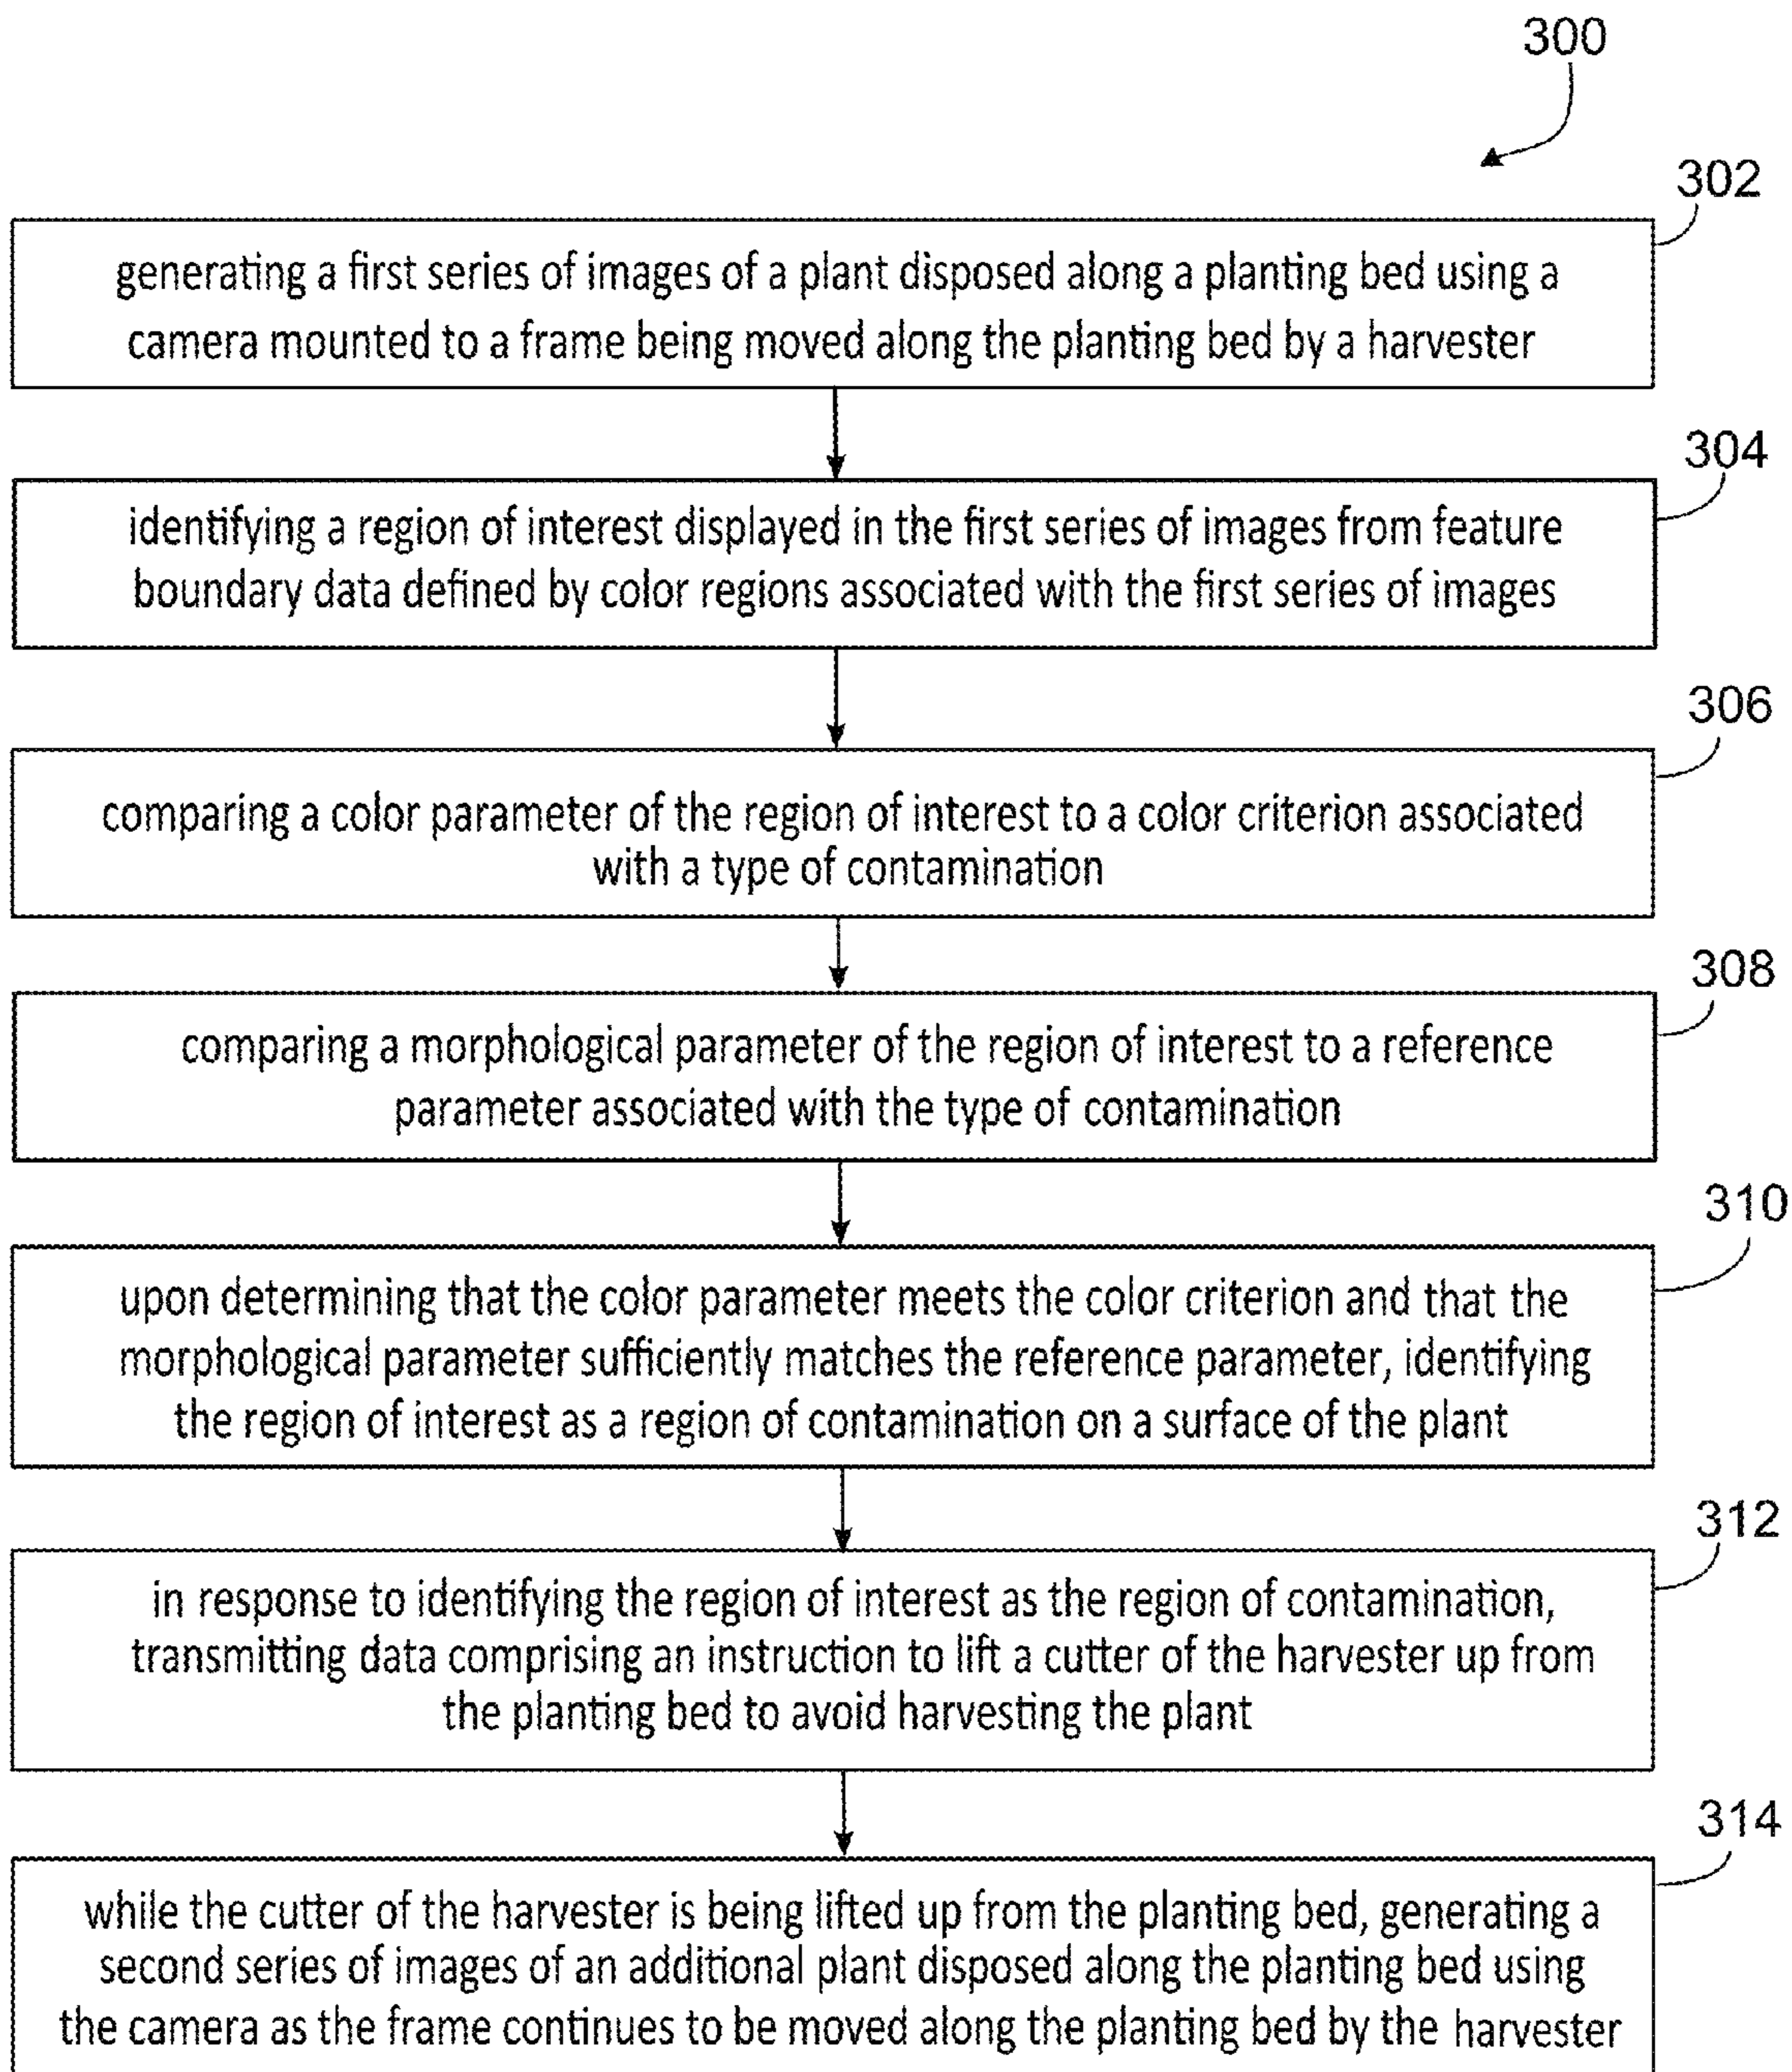 300
302
generating a first series of images of a plant disposed along a planting bed using a
camera mounted to a frame being moved along the planting bed by a harvester
304
identifying a region of interest displayed in the first series of images from feature
boundary data defined by color regions associated with the first series of images
306
comparing a color parameter of the region of interest to a color criterion associated
with a type of contamination
308
comparing a morphological parameter of the region of interest to a reference
parameter associated with the type of contamination
310
upon determining that the color parameter meets the color criterion and that the
morphological parameter sufficiently matches the reference parameter, identifying
the region of interest as a region of contamination on a surface of the plant
312
in response to identifying the region of interest as the region of contamination,
transmitting data comprising an instruction to lift a cutter of the harvester up from
the planting bed to avoid harvesting the plant
314
while the cutter of the harvester is being lifted up from the planting bed, generating a
second series of images of an additional plant disposed along the planting bed using
the camera as the frame continues to be moved along the planting bed by the harvester